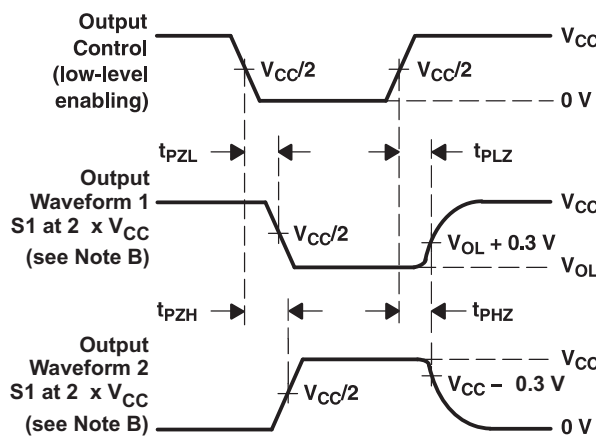 Output
Control
(low-level
enabling)
VCC/2
VCC/2
VCC
0 V
tPZL
tPLZ
Output
Waveform 1
S1 at 2 x VCC
(see Note B)
VCC/2
VCC
VOL + 0.3 V
VOL
tPZH
tPHZ
Output
Waveform 2
S1 at 2 x VCC
(see Note B)
VCC/2
VCC
VCC – 0.3 V
0 V